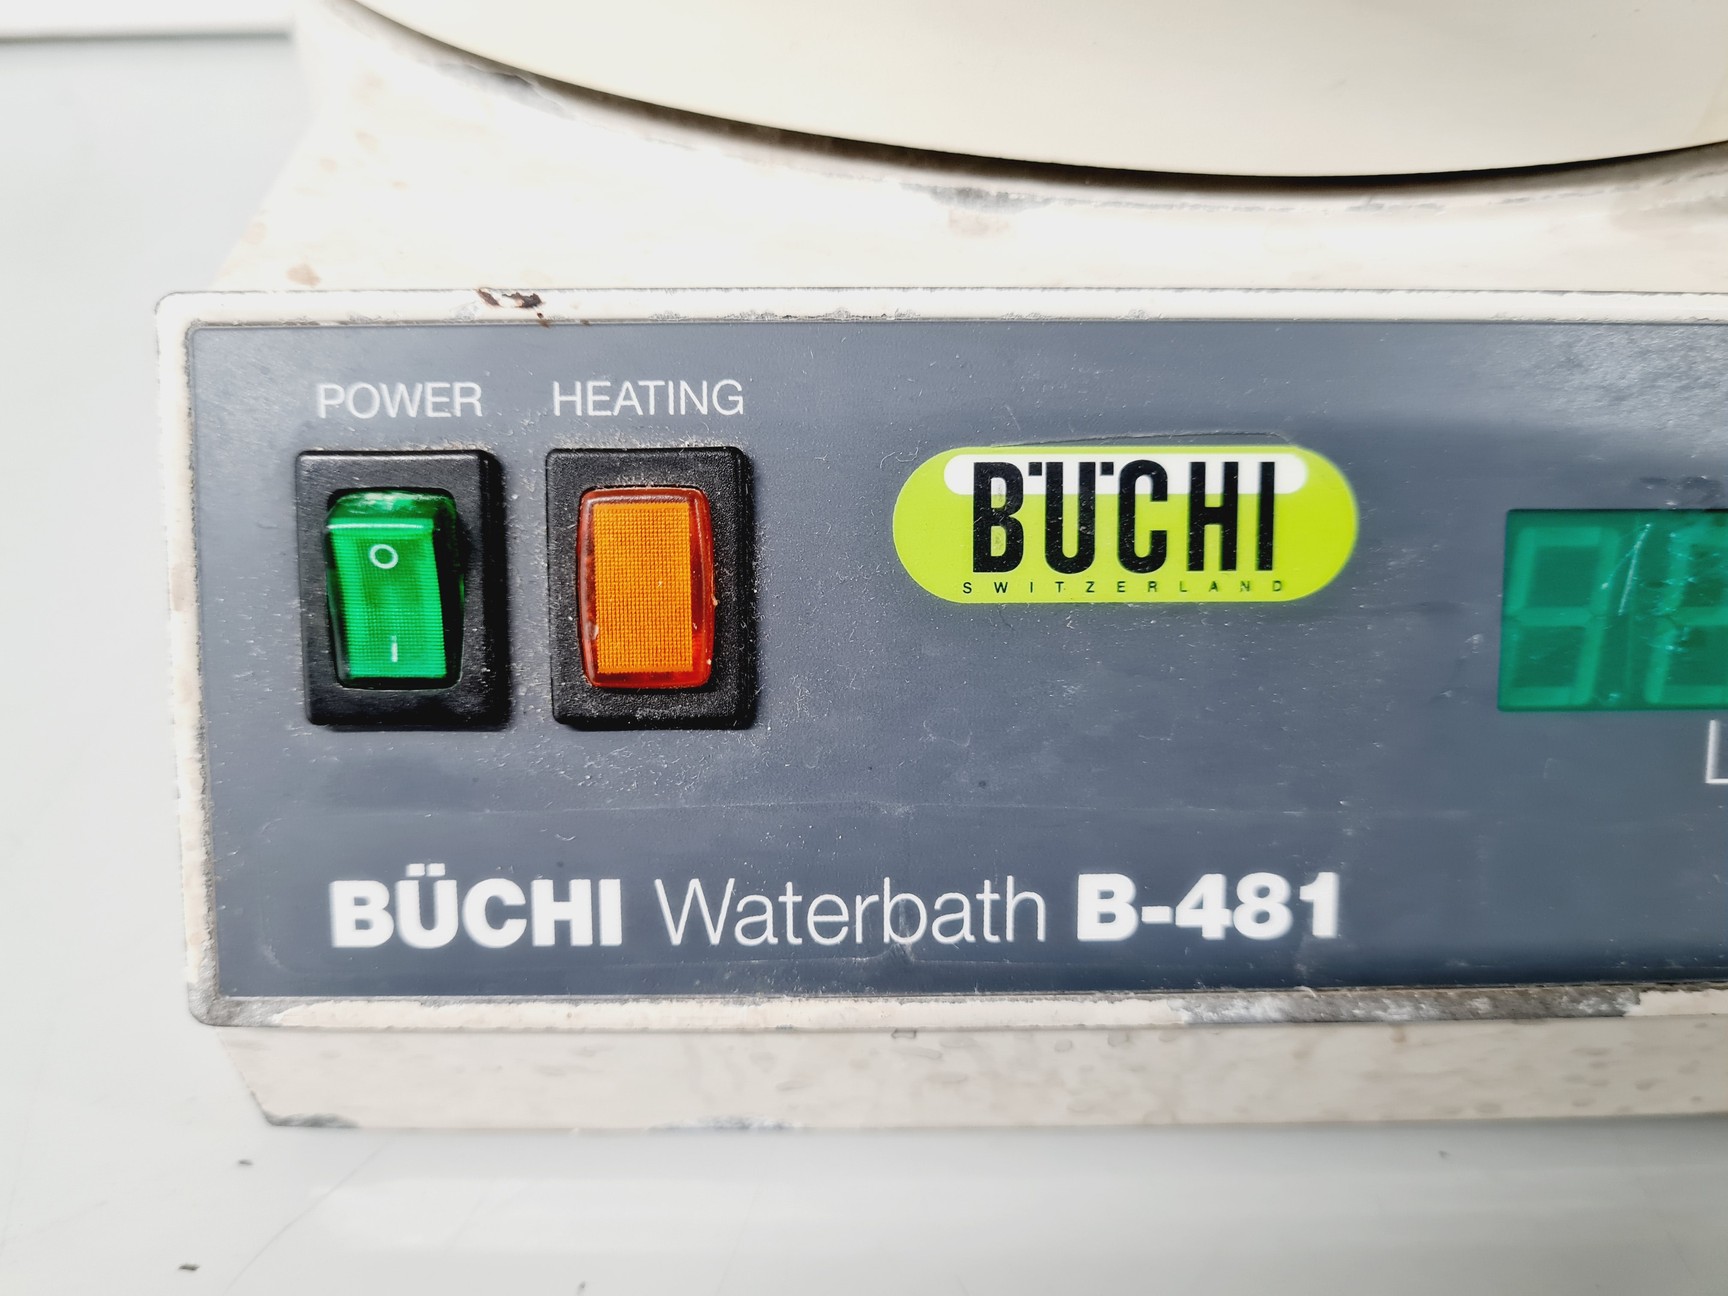 POWER HEATING
O
I
BÜCHI
SWITZERLAND
BÜCHI Waterbath B-481